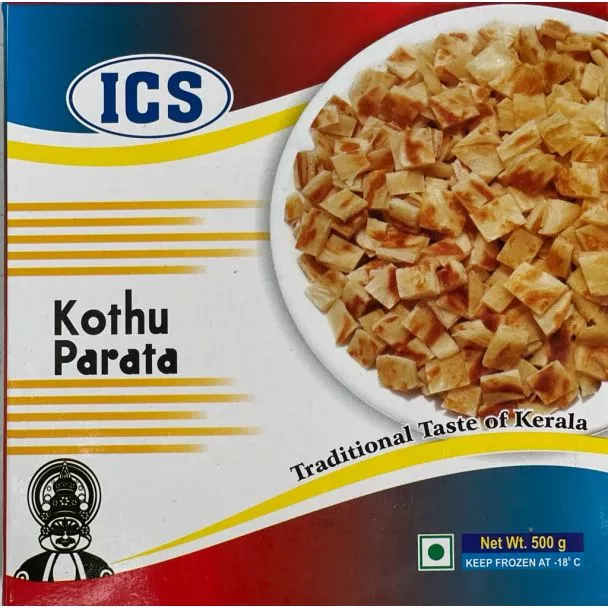 ICS
Kothu
Parata
Traditional Taste of Kerala
Net Wt. 500 g
KEEP FROZEN AT -18° C